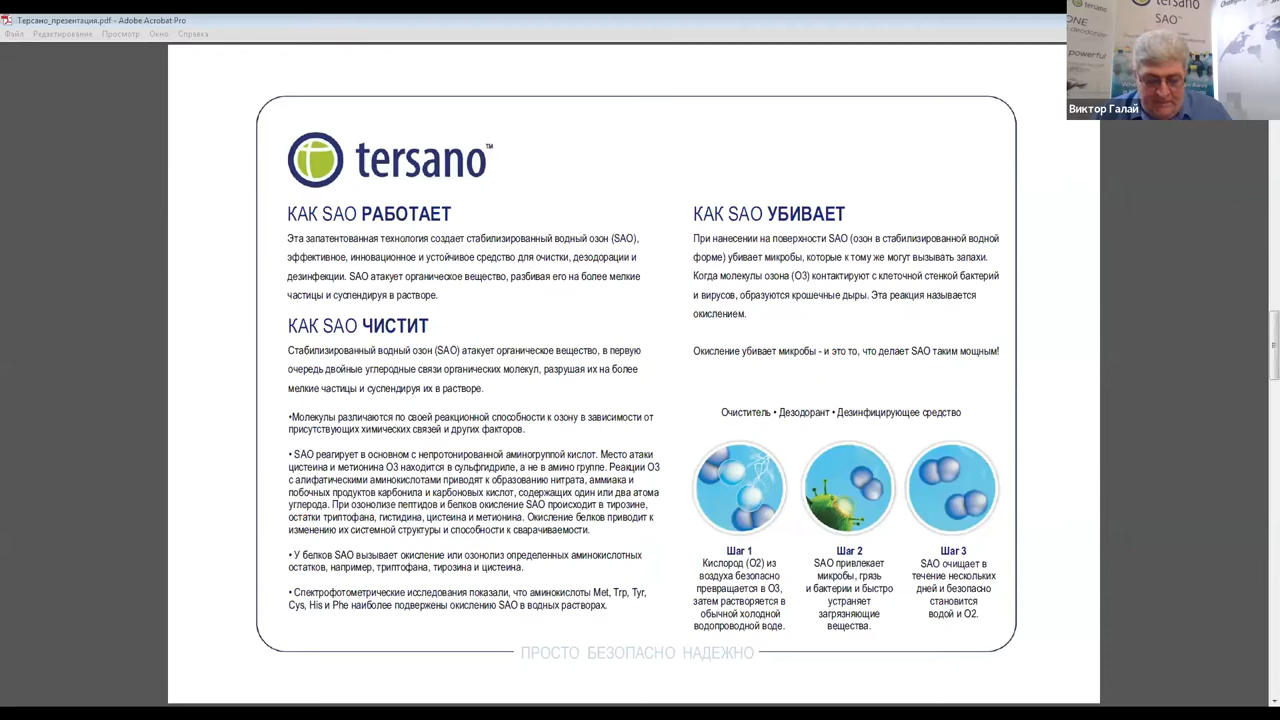 Терсано_презентация.pdf - Adobe Acrobat Pro
Файл Редактирование Просмотр Окно Справка
tersano
SAO™
ONE
powerful
Виктор Галай
tersano™
КАК SAO РАБОТАЕТ
Эта запатентованная технология создает стабилизированный водный озон (SAO),
эффективное, инновационное и устойчивое средство для очистки, дезодорации и
дезинфекции. SAO атакует органическое вещество, разбивая его на более мелкие
частицы и суспендируя в растворе.
КАК SAO ЧИСТИТ
Стабилизированный водный озон (SAO) атакует органическое вещество, в первую
очередь двойные углеродные связи органических молекул, разрушая их на более
мелкие частицы и суспендируя их в растворе.
•Молекулы различаются по своей реакционной способности к озону в зависимости от
присутствующих химических связей и других факторов.
• SAO реагирует в основном с непротонированной аминогруппой кислот. Место атаки
цистеина и метионина O3 находится в сульфгидриле, а не в амино группе. Реакции O3
с алифатическими аминокислотами приводят к образованию нитрата, аммиака и
побочных продуктов карбонила и карбоновых кислот, содержащих один или два атома
углерода. При озонолизе пептидов и белков окисление SAO происходит в тирозине,
остатки триптофана, гистидина, цистеина и метионина. Окисление белков приводит к
изменению их системной структуры и способности к сварачиваемости.
• У белков SAO вызывает окисление или озонолиз определенных аминокислотных
остатков, например, триптофана, тирозина и цистеина.
• Спектрофотометрические исследования показали, что аминокислоты Met, Trp, Tyr,
Cys, His и Phe наиболее подвержены окислению SAO в водных растворах.
КАК SAO УБИВАЕТ
При нанесении на поверхности SAO (озон в стабилизированной водной
форме) убивает микробы, которые к тому же могут вызывать запахи.
Когда молекулы озона (O3) контактируют с клеточной стенкой бактерий
и вирусов, образуются крошечные дыры. Эта реакция называется
окислением.
Окисление убивает микробы - и это то, что делает SAO таким мощным!
Очиститель • Дезодорант • Дезинфицирующее средство
Шаг 1
Кислород (O2) из
воздуха безопасно
превращается в O3,
затем растворяется в
обычной холодной
водопроводной воде.
Шаг 2
SAO привлекает
микробы, грязь
и бактерии и быстро
устраняет
загрязняющие
вещества.
Шаг 3
SAO очищает в
течение нескольких
дней и безопасно
становится
водой и O2.
ПРОСТО БЕЗОПАСНО НАДЕЖНО